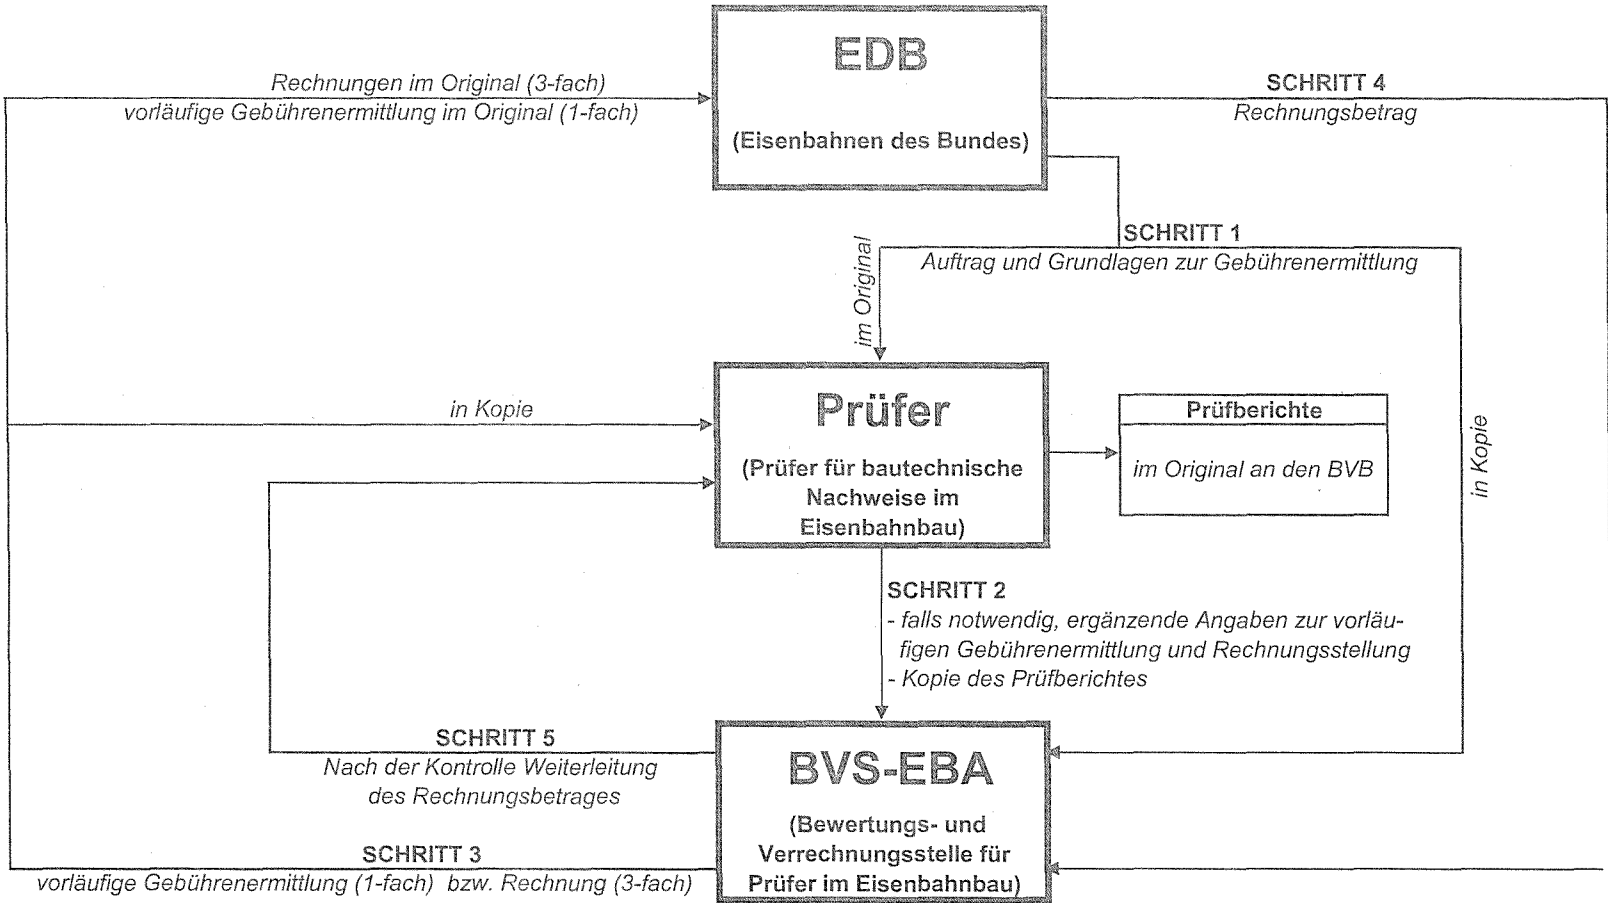 EDB
(Eisenbahnen des Bundes)
Rechnungen im Original (3-fach)
vorläufige Gebührenermittlung im Original (1-fach)
SCHRITT 4
Rechnungsbetrag
SCHRITT 1
Auftrag und Grundlagen zur Gebührenermittlung
im Original
in Kopie
Prüfer
(Prüfer für bautechnische
Nachweise im
Eisenbahnbau)
Prüfberichte
im Original an den BVB
in Kopie
SCHRITT 2
- falls notwendig, ergänzende Angaben zur vorläu-
figen Gebührenermittlung und Rechnungsstellung
- Kopie des Prüfberichtes
SCHRITT 5
Nach der Kontrolle Weiterleitung
des Rechnungsbetrages
BVS-EBA
(Bewertungs- und
Verrechnungsstelle für
Prüfer im Eisenbahnbau)
SCHRITT 3
vorläufige Gebührenermittlung (1-fach) bzw. Rechnung (3-fach)